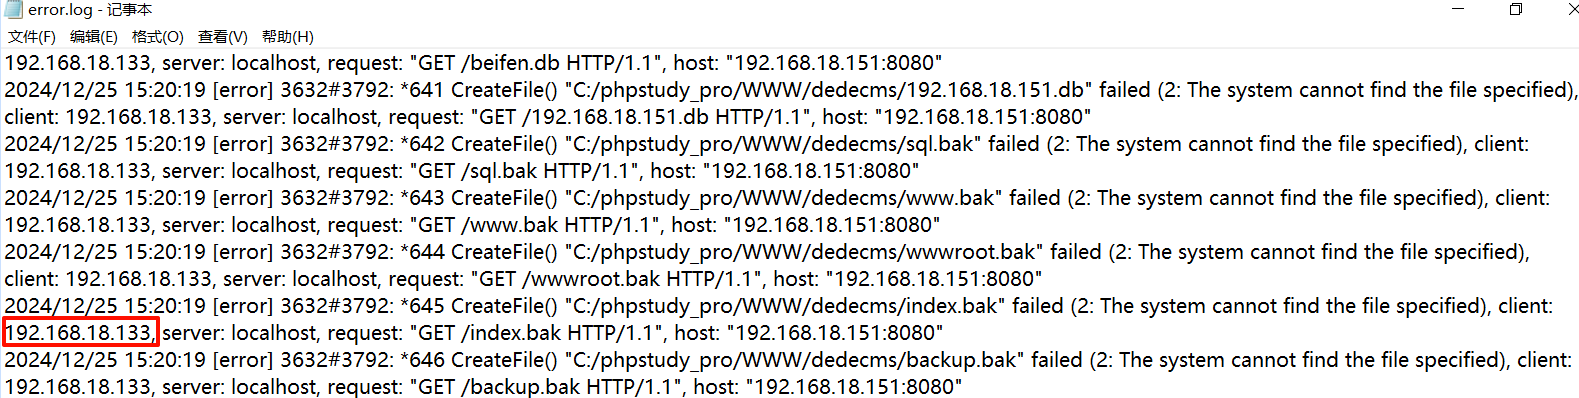 error.log - 记事本
文件(F) 编辑(E) 格式(O) 查看(V) 帮助(H)
192.168.18.133, server: localhost, request: "GET /beifen.db HTTP/1.1", host: "192.168.18.151:8080"
2024/12/25 15:20:19 [error] 3632#3792: *641 CreateFile() "C:/phpstudy_pro/WWW/dedecms/192.168.18.151.db" failed (2: The system cannot find the file specified),
client: 192.168.18.133, server: localhost, request: "GET /192.168.18.151.db HTTP/1.1", host: "192.168.18.151:8080"
2024/12/25 15:20:19 [error] 3632#3792: *642 CreateFile() "C:/phpstudy_pro/WWW/dedecms/sql.bak" failed (2: The system cannot find the file specified), client:
192.168.18.133, server: localhost, request: "GET /sql.bak HTTP/1.1", host: "192.168.18.151:8080"
2024/12/25 15:20:19 [error] 3632#3792: *643 CreateFile() "C:/phpstudy_pro/WWW/dedecms/www.bak" failed (2: The system cannot find the file specified), client:
192.168.18.133, server: localhost, request: "GET /www.bak HTTP/1.1", host: "192.168.18.151:8080"
2024/12/25 15:20:19 [error] 3632#3792: *644 CreateFile() "C:/phpstudy_pro/WWW/dedecms/wwwroot.bak" failed (2: The system cannot find the file specified),
client: 192.168.18.133, server: localhost, request: "GET /wwwroot.bak HTTP/1.1", host: "192.168.18.151:8080"
2024/12/25 15:20:19 [error] 3632#3792: *645 CreateFile() "C:/phpstudy_pro/WWW/dedecms/index.bak" failed (2: The system cannot find the file specified), client:
192.168.18.133, server: localhost, request: "GET /index.bak HTTP/1.1", host: "192.168.18.151:8080"
2024/12/25 15:20:19 [error] 3632#3792: *646 CreateFile() "C:/phpstudy_pro/WWW/dedecms/backup.bak" failed (2: The system cannot find the file specified), client:
192.168.18.133, server: localhost, request: "GET /backup.bak HTTP/1.1", host: "192.168.18.151:8080"